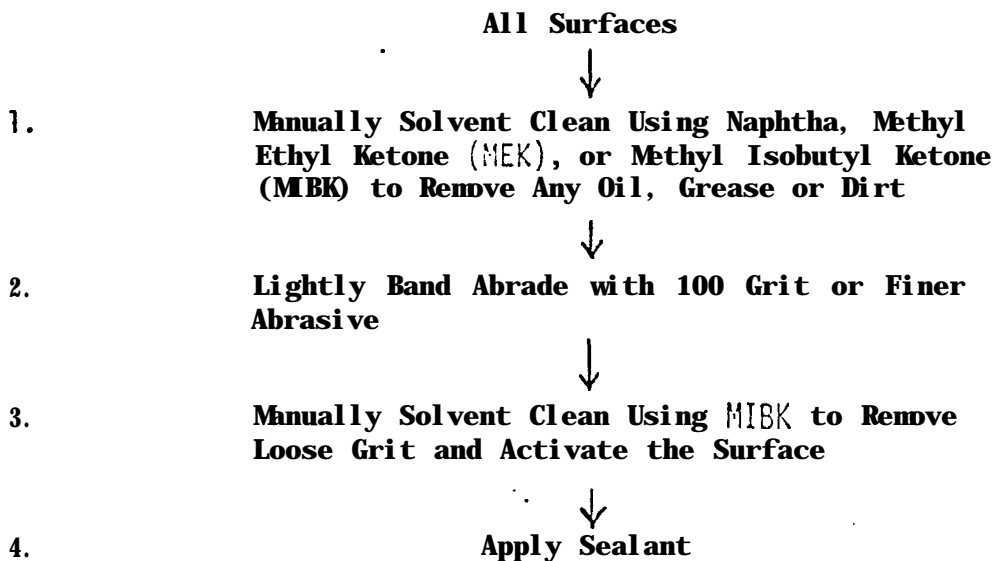 All Surfaces
1. Manually Solvent Clean Using Naphtha, Methyl
Ethyl Ketone (MEK), or Methyl Isobutyl Ketone
(MIBK) to Remove Any Oil, Grease or Dirt
2. Lightly Band Abrade with 100 Grit or Finer
Abrasive
3. Manually Solvent Clean Using MIBK to Remove
Loose Grit and Activate the Surface
4. Apply Sealant